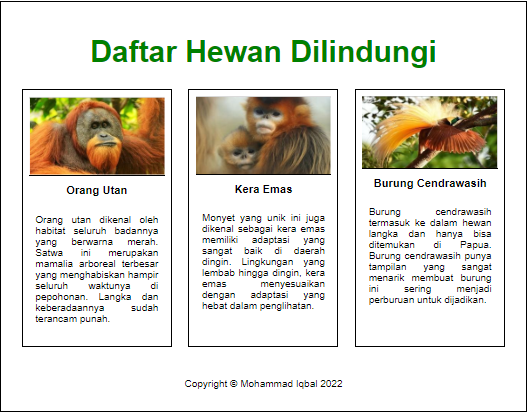 Daftar Hewan Dilindungi
Orang Utan
Orang utan dikenal oleh
habitat seluruh badannya
yang berwarna merah.
Satwa ini merupakan
mamalia arboreal terbesar
yang menghabiskan hampir
seluruh waktunya di
pepohonan. Langka dan
keberadaannya sudah
terancam punah.
Kera Emas
Monyet yang unik ini juga
dikenal sebagai kera emas
memiliki adaptasi yang
sangat baik di daerah
dingin. Lingkungan yang
lembab hingga dingin, kera
emas menyesuaikan
dengan adaptasi yang
hebat dalam penglihatan.
Burung Cendrawasih
Burung cendrawasih
termasuk ke dalam hewan
langka dan hanya bisa
ditemukan di Papua.
Burung cendrawasih punya
tampilan yang sangat
menarik membuat burung
ini sering menjadi
perburuan untuk dijadikan.
Copyright © Mohammad Iqbal 2022